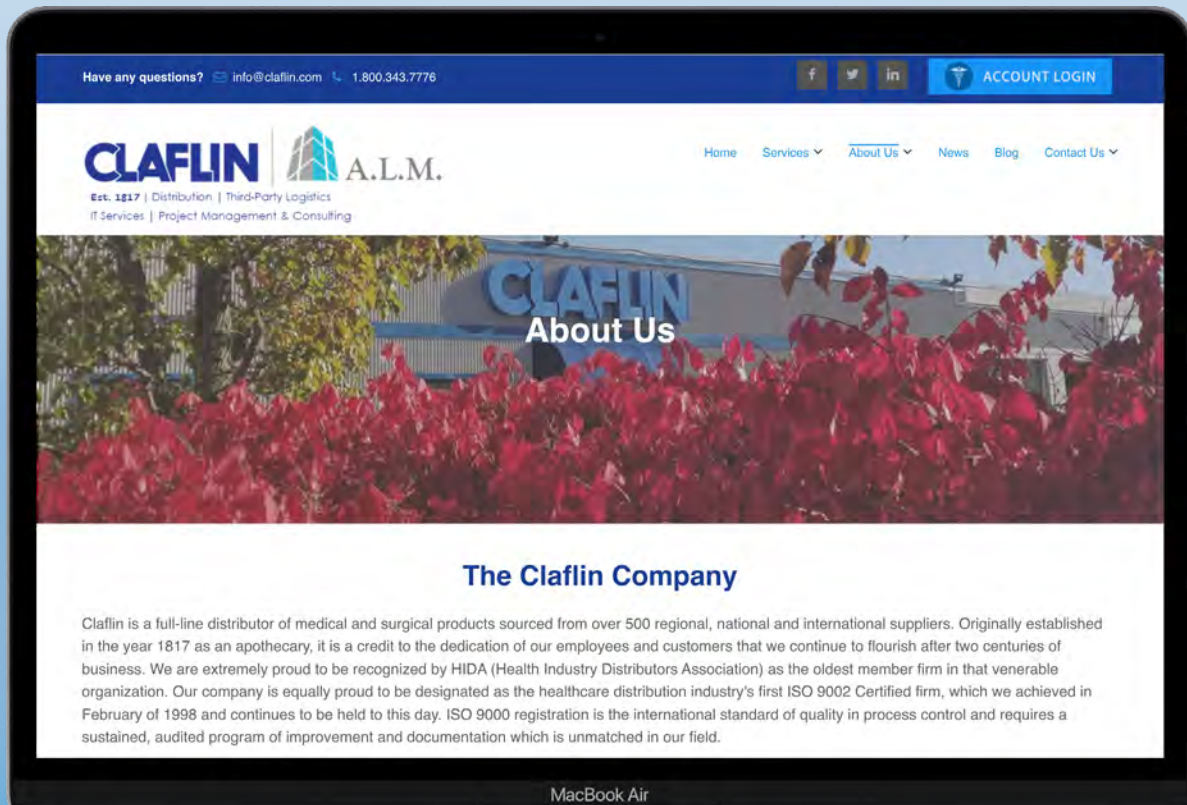 Have any questions? info@claflin.com 1.800.343.7776
f in ACCOUNT LOGIN
CLAFLIN A.L.M.
Est. 1817 | Distribution | Third-Party Logistics
IT Services | Project Management & Consulting
Home Services About Us News Blog Contact Us
CLAFLIN
About Us
The Claflin Company
Claflin is a full-line distributor of medical and surgical products sourced from over 500 regional, national and international suppliers. Originally established
in the year 1817 as an apothecary, it is a credit to the dedication of our employees and customers that we continue to flourish after two centuries of
business. We are extremely proud to be recognized by HIDA (Health Industry Distributors Association) as the oldest member firm in that venerable
organization. Our company is equally proud to be designated as the healthcare distribution industry's first ISO 9002 Certified firm, which we achieved in
February of 1998 and continues to be held to this day. ISO 9000 registration is the international standard of quality in process control and requires a
sustained, audited program of improvement and documentation which is unmatched in our field.
MacBook Air